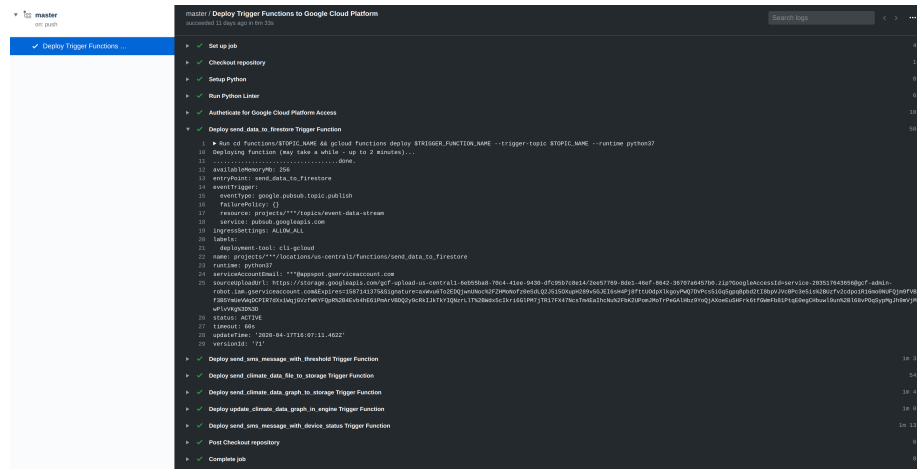 master
on: push
Deploy Trigger Functions ...
master / Deploy Trigger Functions to Google Cloud Platform
succeeded 11 days ago in 6m 33s
Search logs
Set up job
Checkout repository
Setup Python
Run Python Linter
Autheticate for Google Cloud Platform Access
Deploy send_data_to_firestore Trigger Function
1 Run cd functions/$TOPIC_NAME && gcloud functions deploy $TRIGGER_FUNCTION_NAME --trigger-topic $TOPIC_NAME --runtime python37
10 Deploying function (may take a while - up to 2 minutes)...
11 ...................................done.
12 availableMemoryMb: 256
13 entryPoint: send_data_to_firestore
14 eventTrigger:
15 eventType: google.pubsub.topic.publish
16 failurePolicy: {}
17 resource: projects/***/topics/event-data-stream
18 service: pubsub.googleapis.com
19 ingressSettings: ALLOW_ALL
20 labels:
21 deployment-tool: cli-gcloud
22 name: projects/***/locations/us-central1/functions/send_data_to_firestore
23 runtime: python37
24 serviceAccountEmail: ***@appspot.gserviceaccount.com
25 sourceUploadUrl:
26 status: ACTIVE
27 timeout: 60s
28 updateTime: '2020-04-17T16:07:11.462Z'
29 versionId: '71'
Deploy send_sms_message_with_threshold Trigger Function
Deploy send_climate_data_file_to_storage Trigger Function
54
Deploy send_climate_data_graph_to_storage Trigger Function
Deploy update_climate_data_graph_in_engine Trigger Function
Deploy send_sms_message_with_device_status Trigger Function
1m 13
Post Checkout repository
Complete job